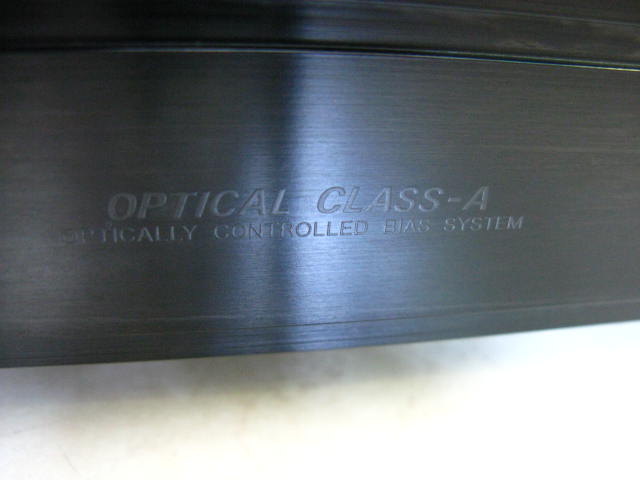 OPTICAL CLASS-A
OPTICALLY CONTROLLED BIAS SYSTEM